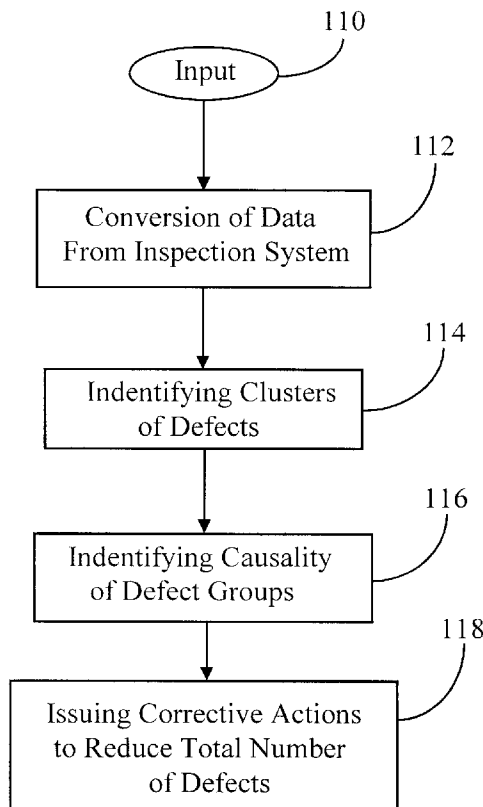 110
Input
112
Conversion of Data
From Inspection System
114
Indentifying Clusters
of Defects
116
Indentifying Causality
of Defect Groups
118
Issuing Corrective Actions
to Reduce Total Number
of Defects